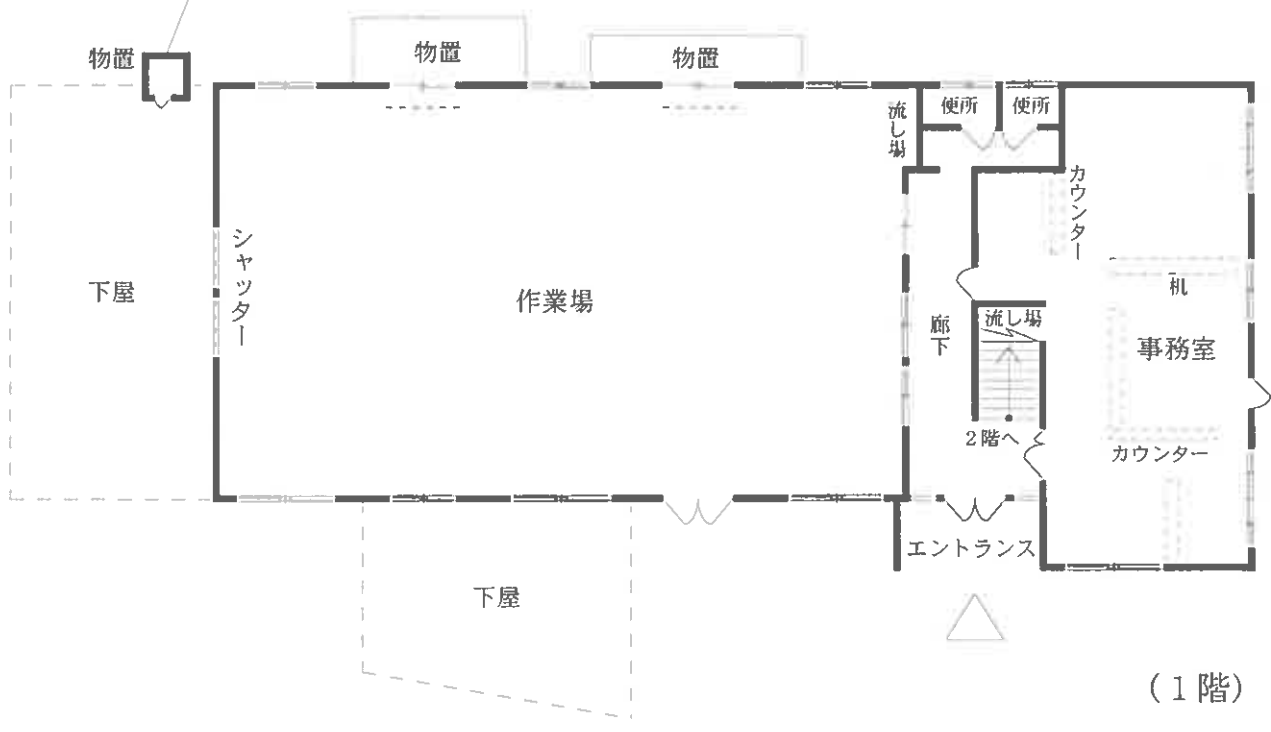 物置
物置
物置
便所
便所
流し場
カウンター
シャッター
下屋
作業場
机
廊下
流し場
事務室
2階へ
カウンター
エントランス
下屋
(1階)